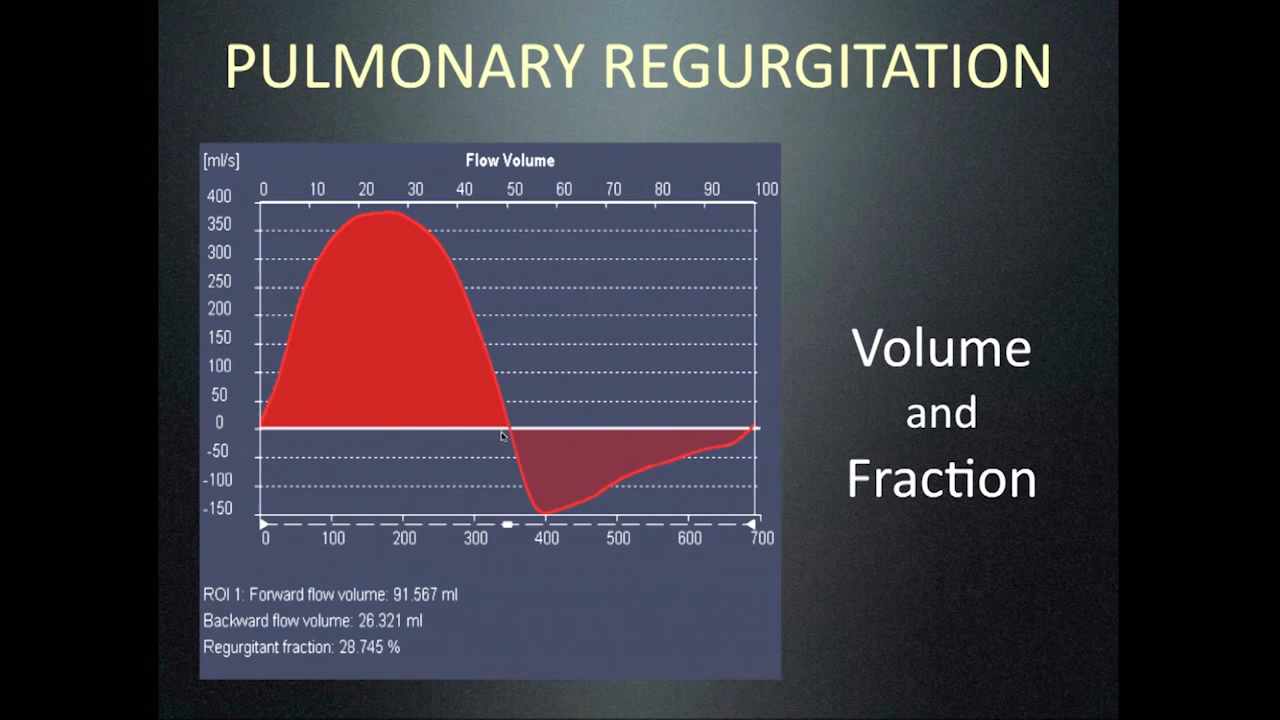 PULMONARY REGURGITATION
[ml/s]
Flow Volume
0 10 20 30 40 50 60 70 80 90 100
400
350
300
250
200
150
100
50
0
-50
-100
-150
0 100 200 300 400 500 600 700
ROI 1: Forward flow volume: 91.567 ml
Backward flow volume: 26.321 ml
Regurgitant fraction: 28.745 %
Volume
and
Fraction